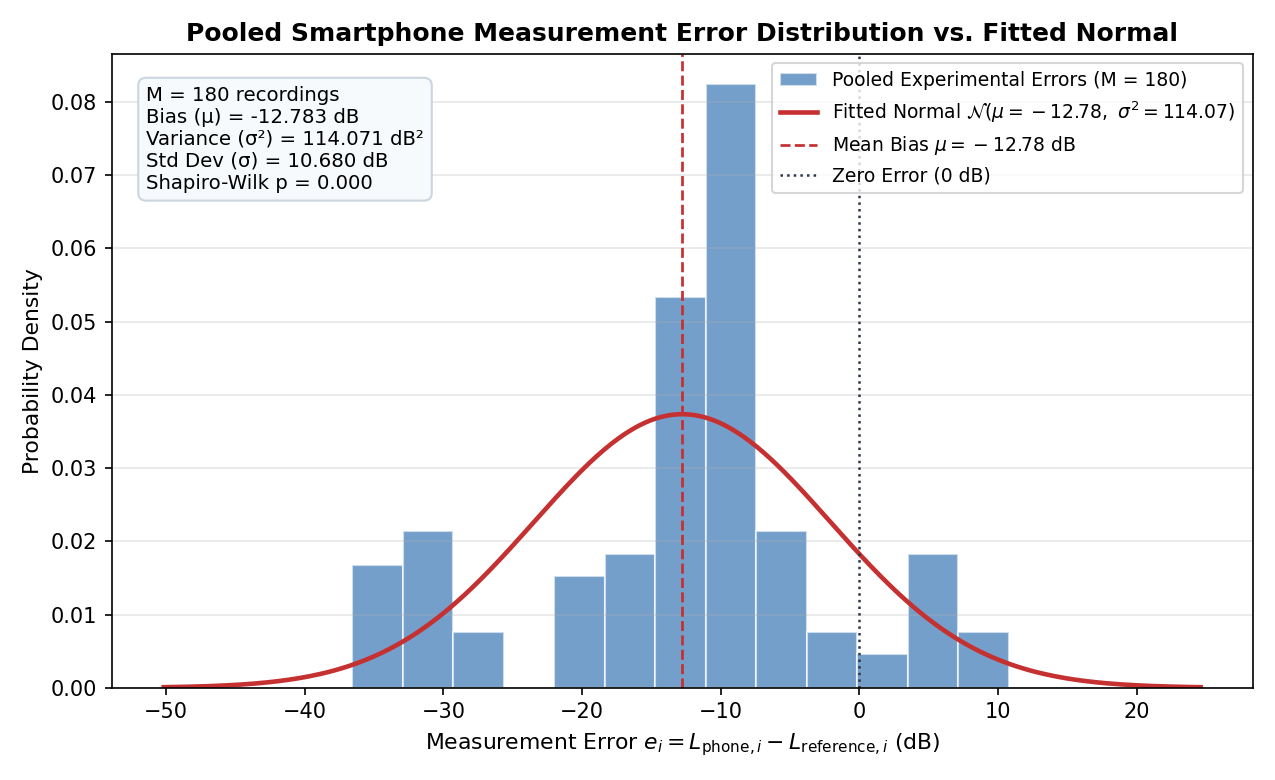 Pooled Smartphone Measurement Error Distribution vs. Fitted Normal
M = 180 recordings
Bias (μ) = -12.783 dB
Variance (σ²) = 114.071 dB²
Std Dev (σ) = 10.680 dB
Shapiro-Wilk p = 0.000
Pooled Experimental Errors (M = 180)
Fitted Normal 𝒩(μ = −12.78, σ² = 114.07)
Mean Bias μ = −12.78 dB
Zero Error (0 dB)
Probability Density
0.08
0.07
0.06
0.05
0.04
0.03
0.02
0.01
0.00
−50 −40 −30 −20 −10 0 10 20
Measurement Error eᵢ = L_phone, i − L_reference, i (dB)